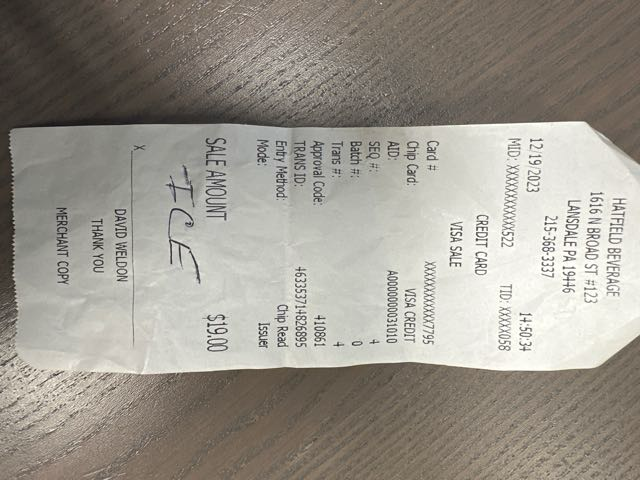 HATFIELD BEVERAGE
1616 N BROAD ST #123
LANSDALE PA 19446
215-368-3337
12/19/2023 14:50:34
MID: XXXXXXXXXXXX522 TID: XXXXX058
CREDIT CARD
VISA SALE
Card # XXXXXXXXXXXX7795
Chip Card: VISA CREDIT
AID: A0000000031010
SEQ #: 4
Batch #: 0
Trans #: 4
Approval Code: 410861
TRANS ID: 463353714826895
Entry Method: Chip Read
Mode: Issuer
SALE AMOUNT $19.00
ICE
X
DAVID WELDON
THANK YOU
MERCHANT COPY